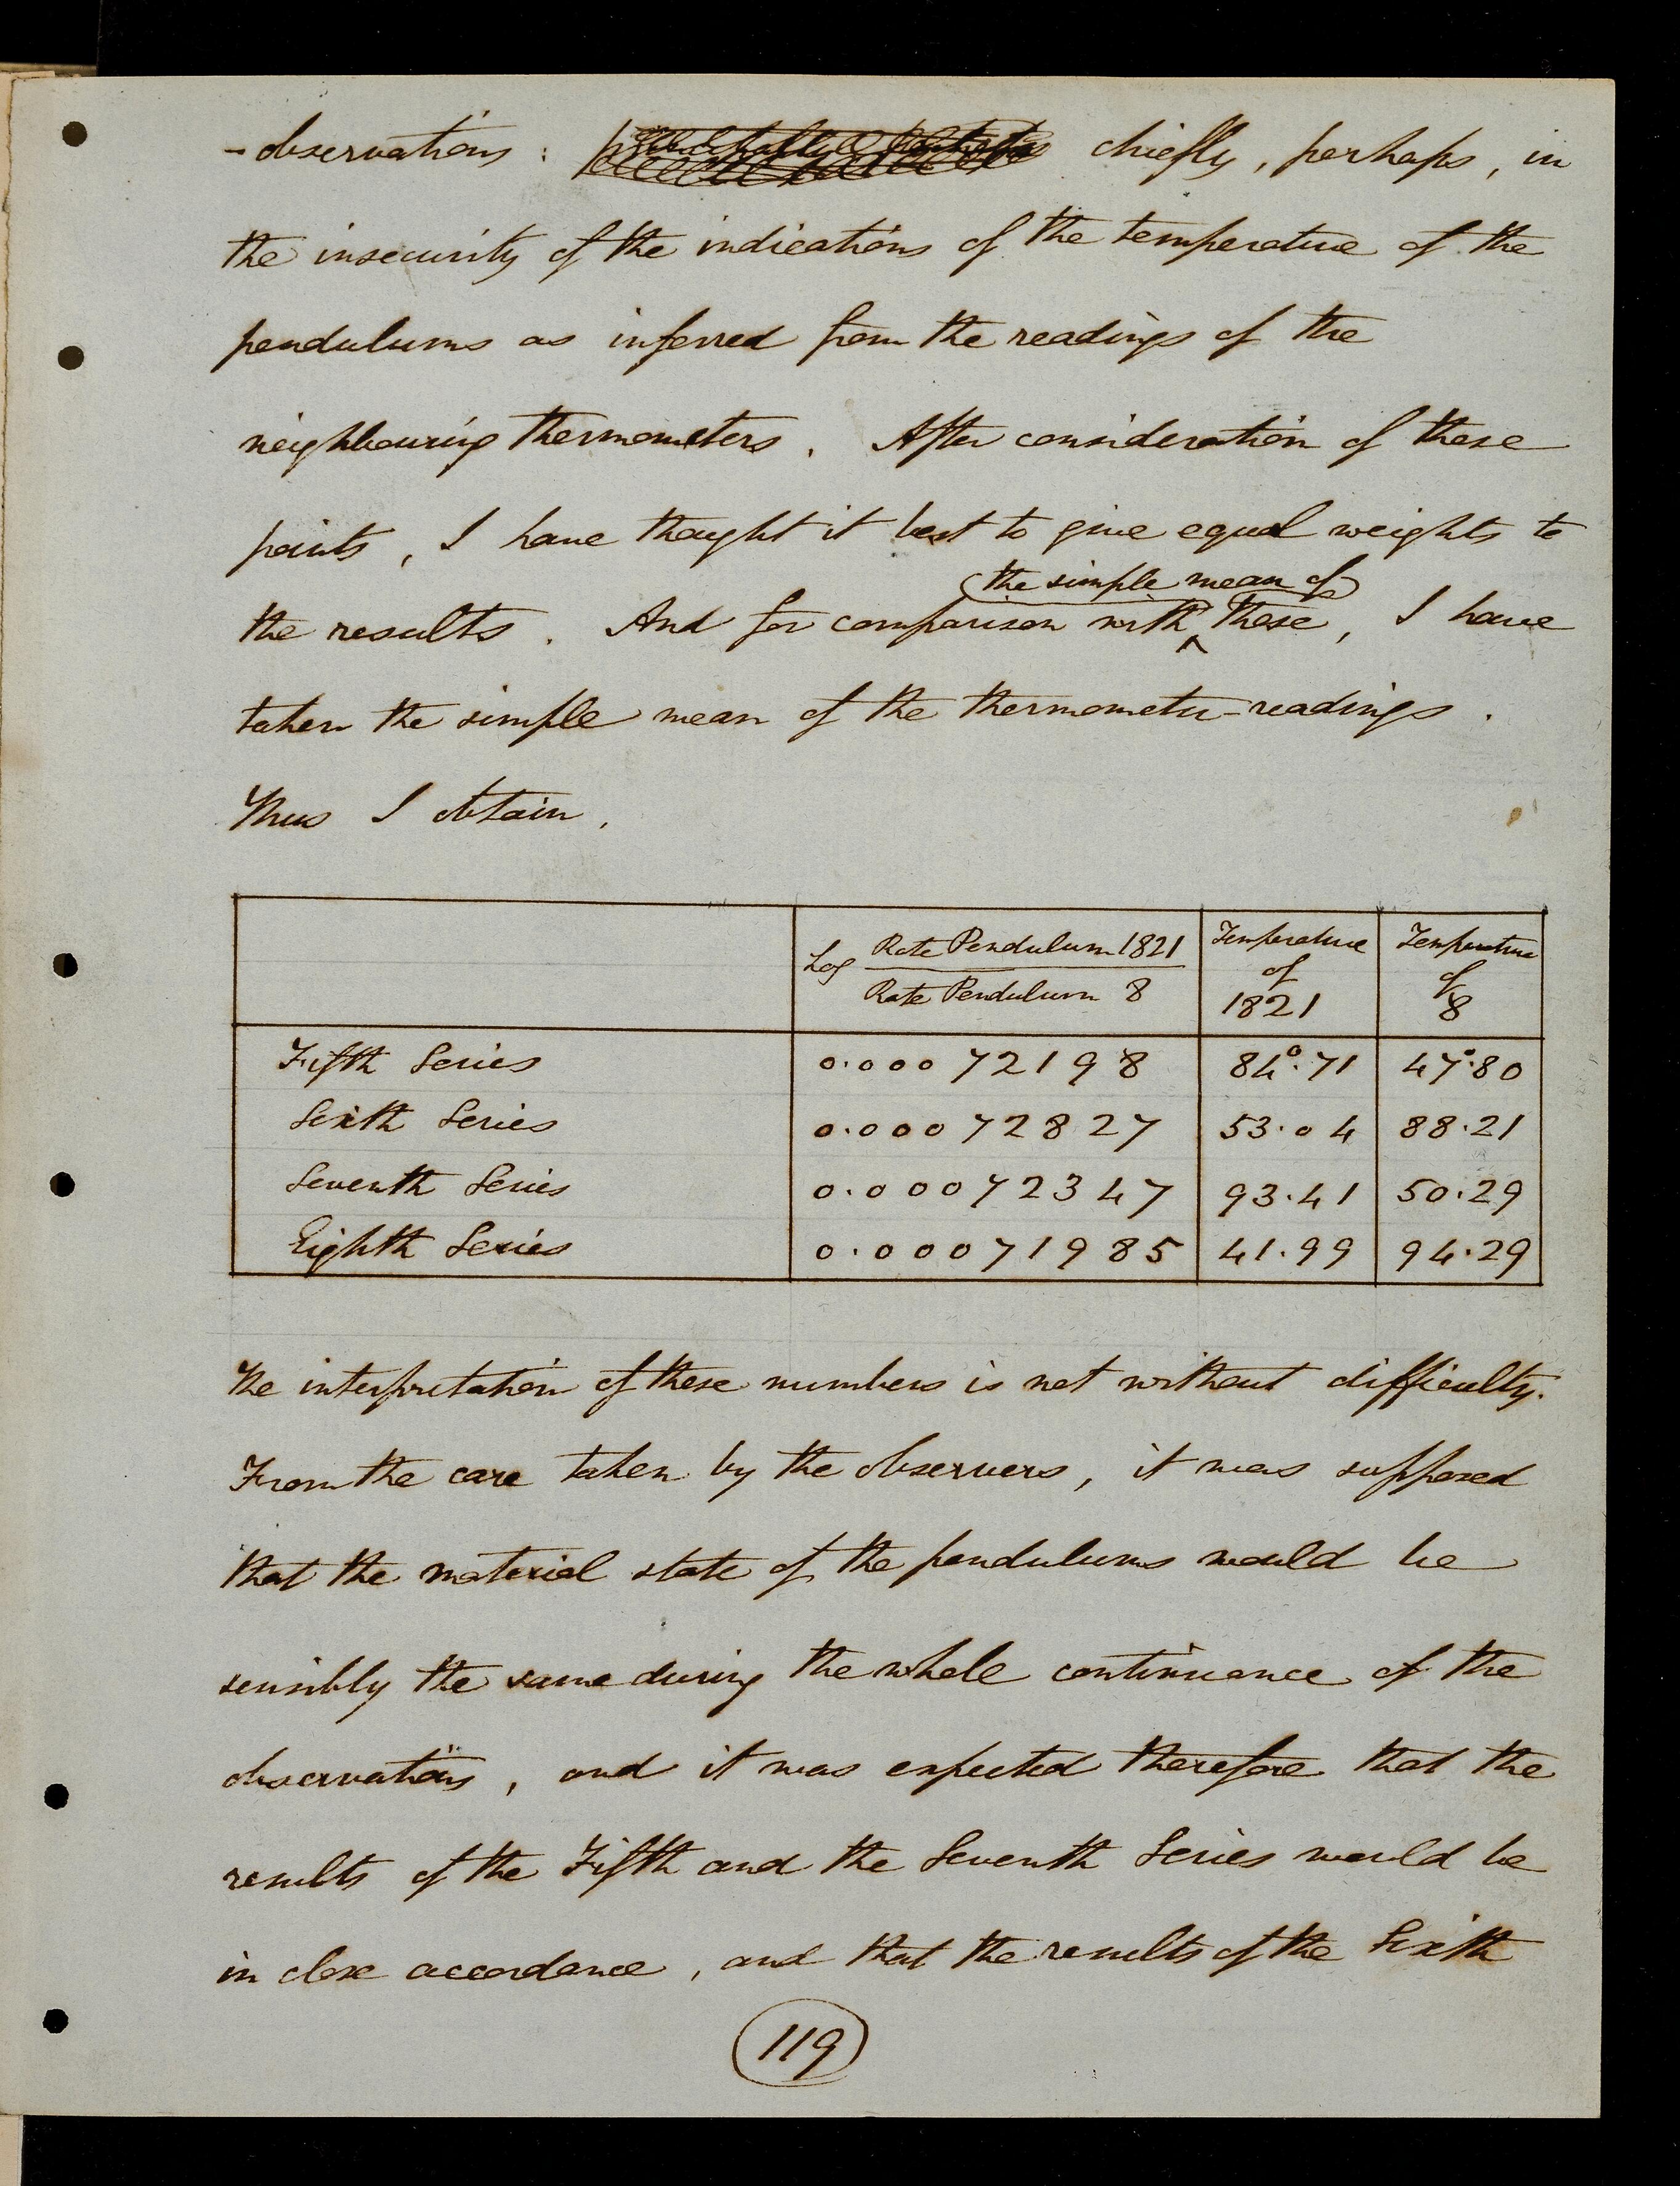 -observations : chiefly, perhaps, in
the insecurity of the indications of the temperature of the
pendulums as inferred from the readings of the
neighbouring thermometers. After consideration of these
points, I have thought it best to give equal weights to
the simple mean of
the results. And for comparison with ^ these, I have
taken the simple mean of the thermometer-readings.
Thus I obtain.
Log Rate Pendulum 1821 / Rate Pendulum 8 Temperature of 1821 Temperature of 8
Fifth Series 0.00072198 84°.71 47°.80
Sixth Series 0.00072827 53.04 88.21
Seventh Series 0.00072347 93.41 50.29
Eighth Series 0.00071985 41.99 94.29
The interpretation of these numbers is not without difficulty.
From the care taken by the observers, it was supposed
that the material state of the pendulums would be
sensibly the same during the whole continuance of the
observations, and it was expected therefore that the
results of the Fifth and the Seventh Series would be
in close accordance, and that the results of the Sixth
119